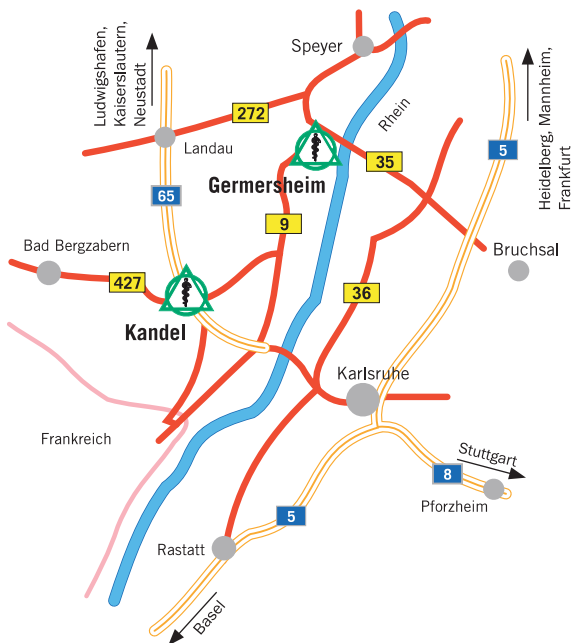 Ludwigshafen,
Kaiserslautern,
Neustadt
Speyer
Rhein
Heidelberg, Mannheim,
Frankfurt
272
Landau
5
35
Germersheim
65
9
Bad Bergzabern
Bruchsal
427
36
Kandel
Karlsruhe
Frankreich
Stuttgart
8
Pforzheim
5
Rastatt
Basel